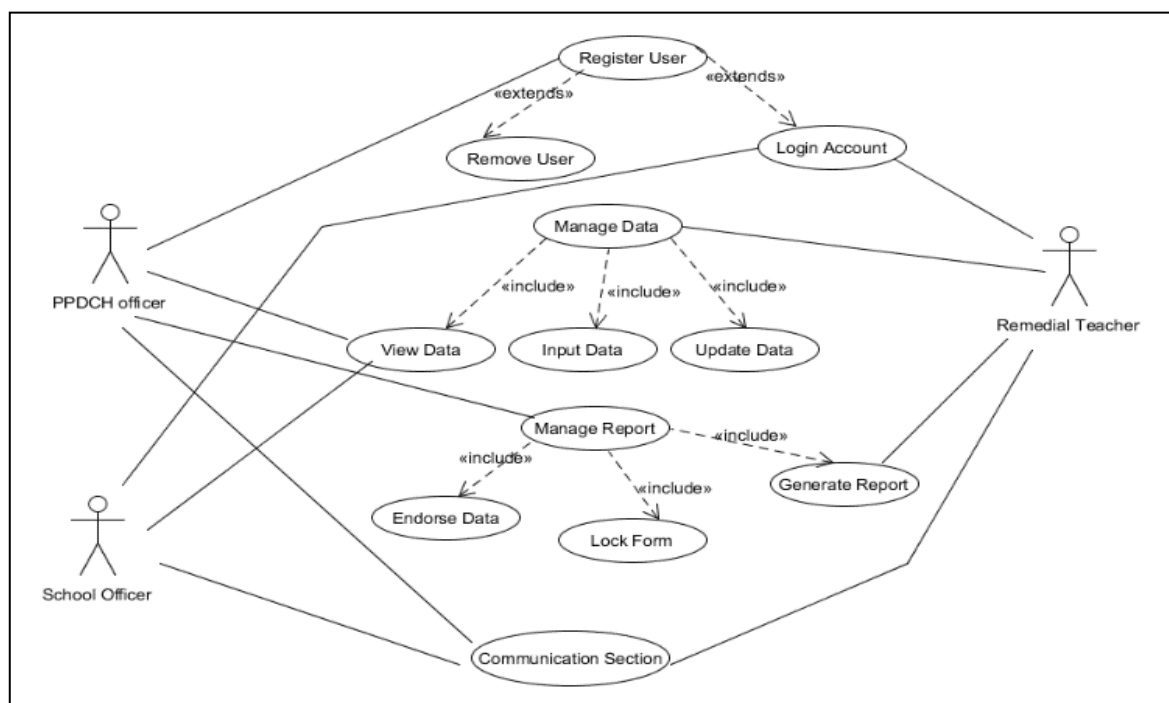 Register User
«extends»
«extends»
Remove User
Login Account
Manage Data
PPDCH officer
Remedial Teacher
«include»
«include»
«include»
View Data
Input Data
Update Data
Manage Report
«include»
«include»
«include»
Generate Report
Endorse Data
Lock Form
School Officer
Communication Section